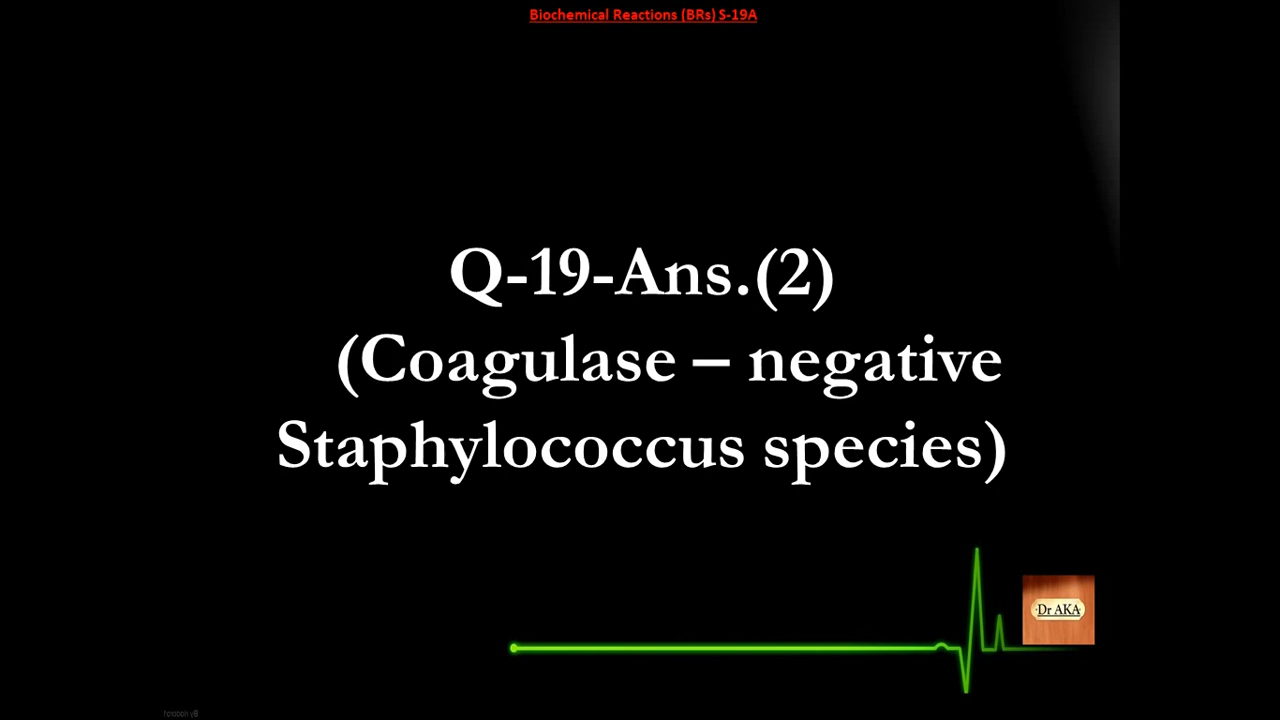 Biochemical Reactions (BRs) S-19A
Q-19-Ans.(2)
(Coagulase – negative
Staphylococcus species)
Dr AKA